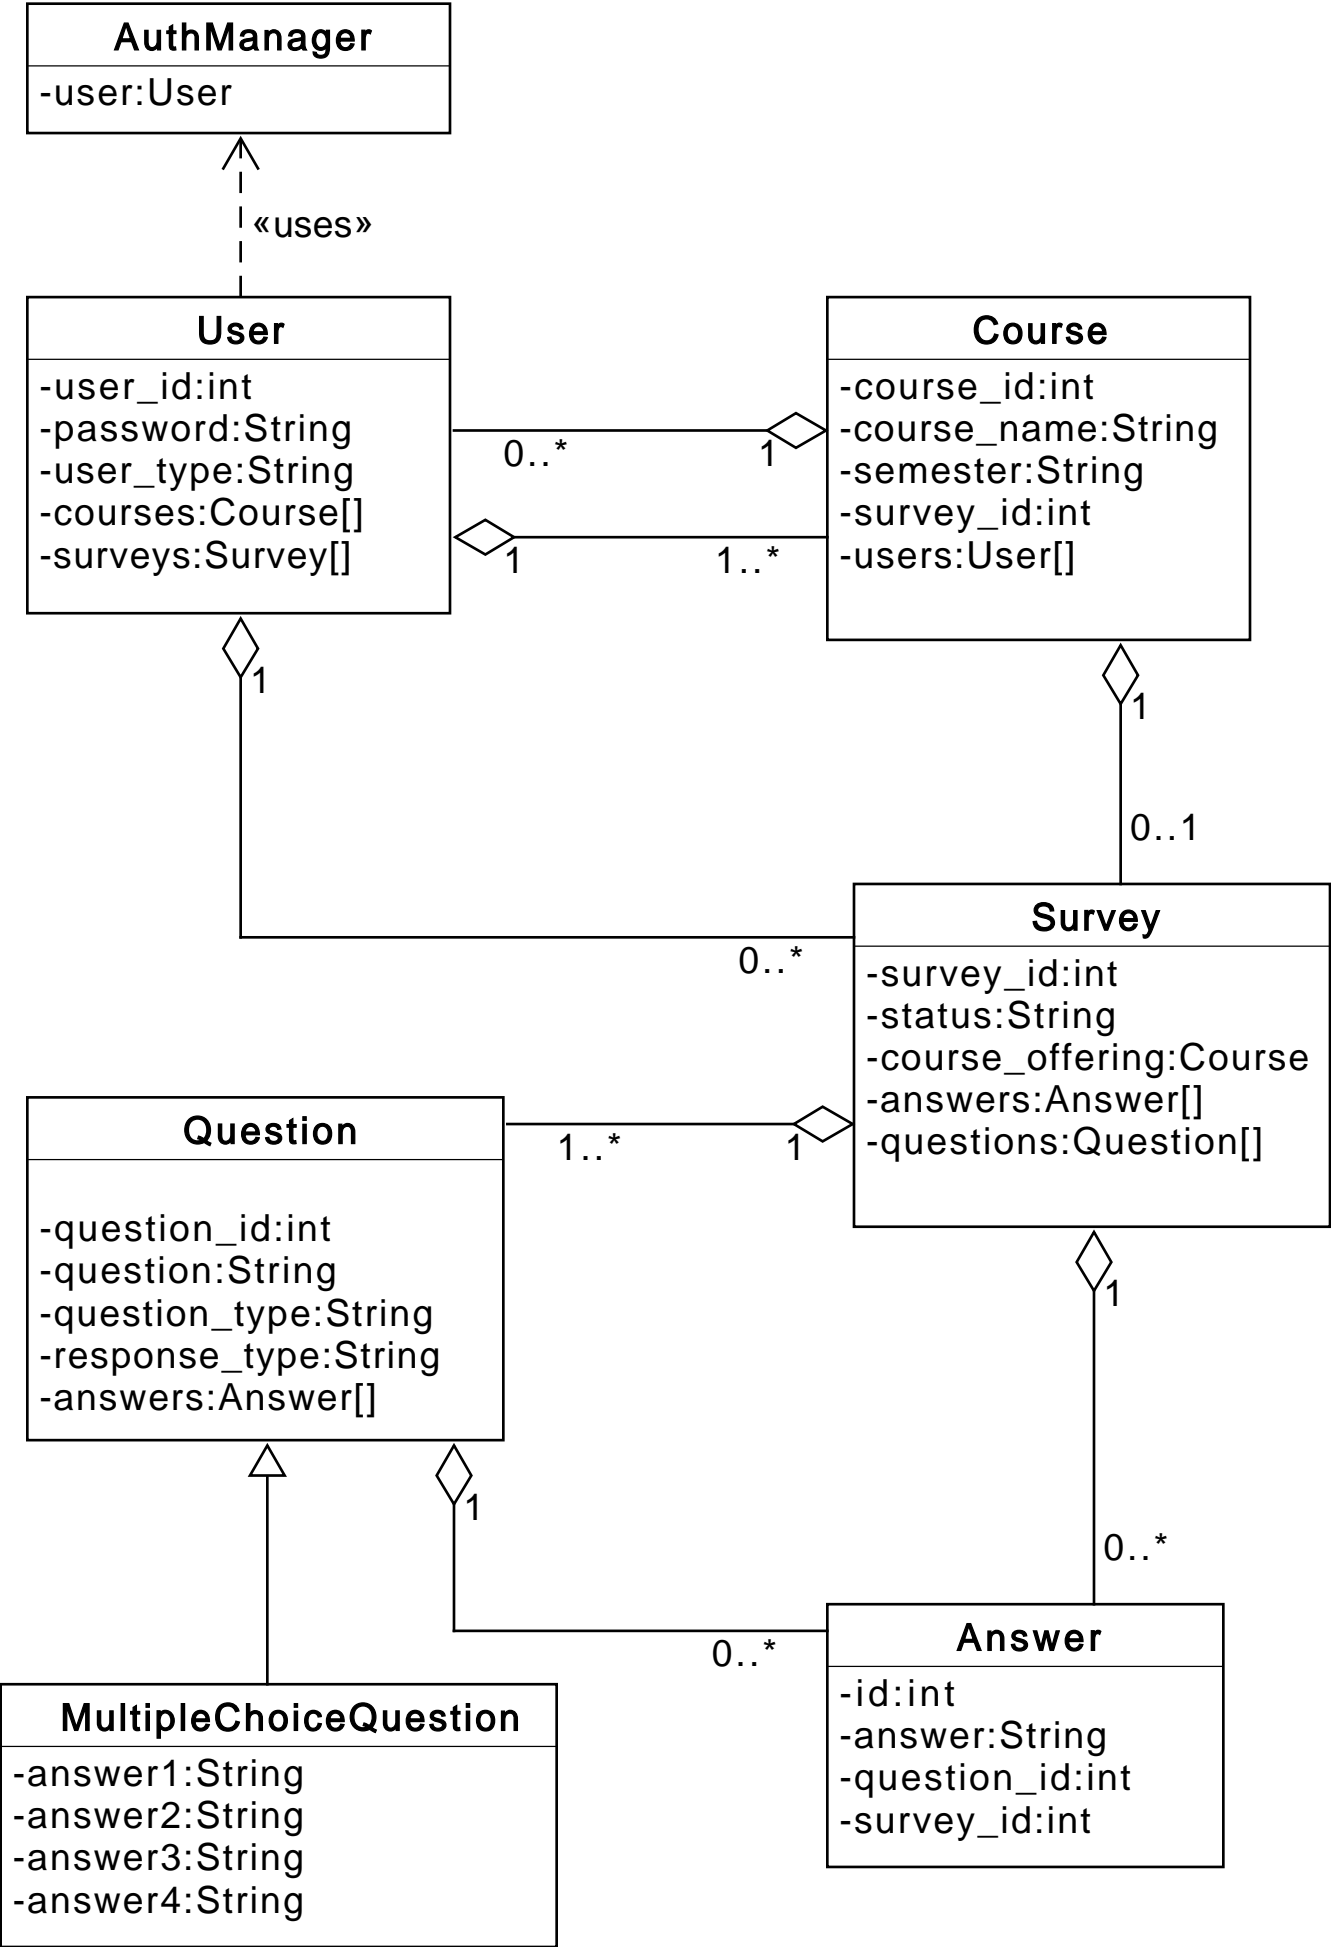 AuthManager
-user:User
«uses»
User
-user_id:int
-password:String
-user_type:String
-courses:Course[]
-surveys:Survey[]
Course
-course_id:int
-course_name:String
-semester:String
-survey_id:int
-users:User[]
0..*
1
1
1..*
1
1
0..1
0..*
Survey
-survey_id:int
-status:String
-course_offering:Course
-answers:Answer[]
-questions:Question[]
Question
-question_id:int
-question:String
-question_type:String
-response_type:String
-answers:Answer[]
1..*
1
1
1
0..*
0..*
MultipleChoiceQuestion
-answer1:String
-answer2:String
-answer3:String
-answer4:String
Answer
-id:int
-answer:String
-question_id:int
-survey_id:int